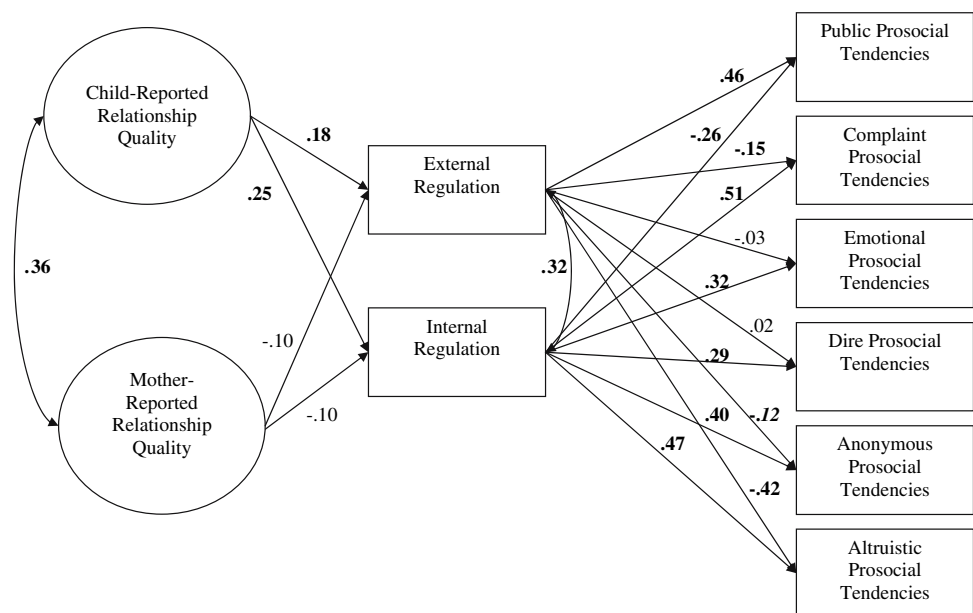 Child-Reported
Relationship
Quality
Mother-
Reported
Relationship
Quality
.36
.18
.25
-.10
-.10
External
Regulation
Internal
Regulation
.32
.46
-.26
-.15
.51
-.03
.32
.02
.29
-.12
.40
.47
-.42
Public Prosocial
Tendencies
Complaint
Prosocial
Tendencies
Emotional
Prosocial
Tendencies
Dire Prosocial
Tendencies
Anonymous
Prosocial
Tendencies
Altruistic
Prosocial
Tendencies